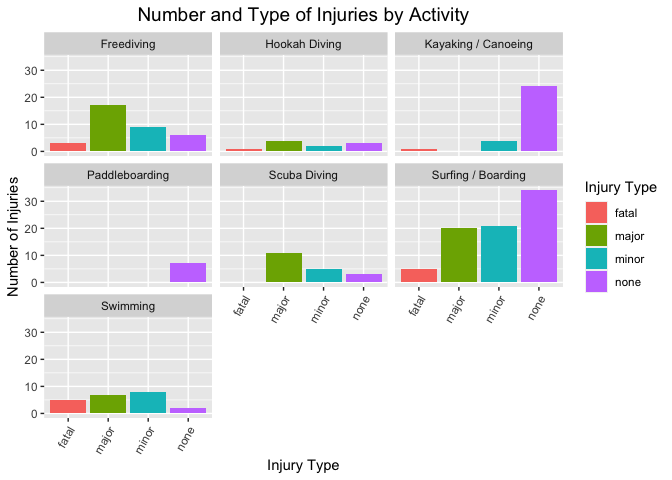 Number and Type of Injuries by Activity
Freediving
Hookah Diving
Kayaking / Canoeing
30
20
10
0
Paddleboarding
Scuba Diving
Surfing / Boarding
30
20
10
0
fatal
major
minor
none
fatal
major
minor
none
Swimming
30
20
10
0
fatal
major
minor
none
Number of Injuries
Injury Type
Injury Type
fatal
major
minor
none